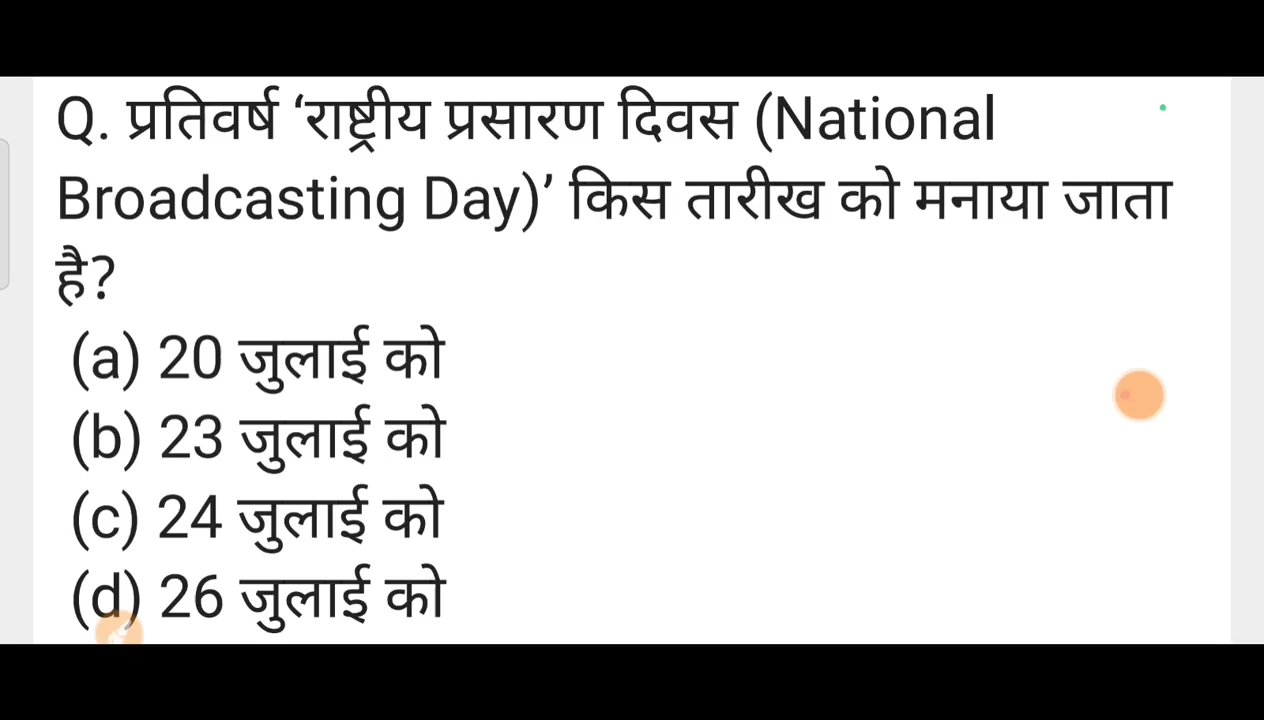 Q. प्रतिवर्ष ‘राष्ट्रीय प्रसारण दिवस (National
Broadcasting Day)’ किस तारीख को मनाया जाता
है?
(a) 20 जुलाई को
(b) 23 जुलाई को
(c) 24 जुलाई को
(d) 26 जुलाई को